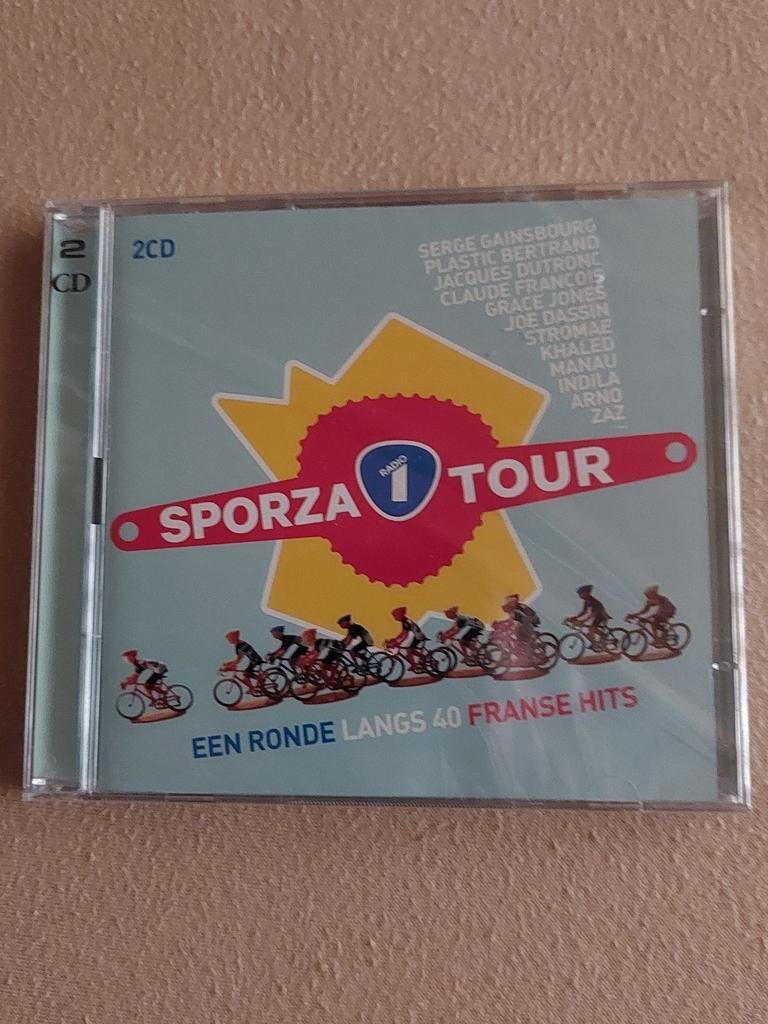 2
CD
2CD
SERGE GAINSBOURG
PLASTIC BERTRAND
JACQUES DUTRONC
CLAUDE FRANÇOIS
GRACE JONES
JOE DASSIN
STROMAE
KHALED
MANAU
INDILA
ARNO
ZAZ
SPORZA RADIO 1 TOUR
EEN RONDE LANGS 40 FRANSE HITS